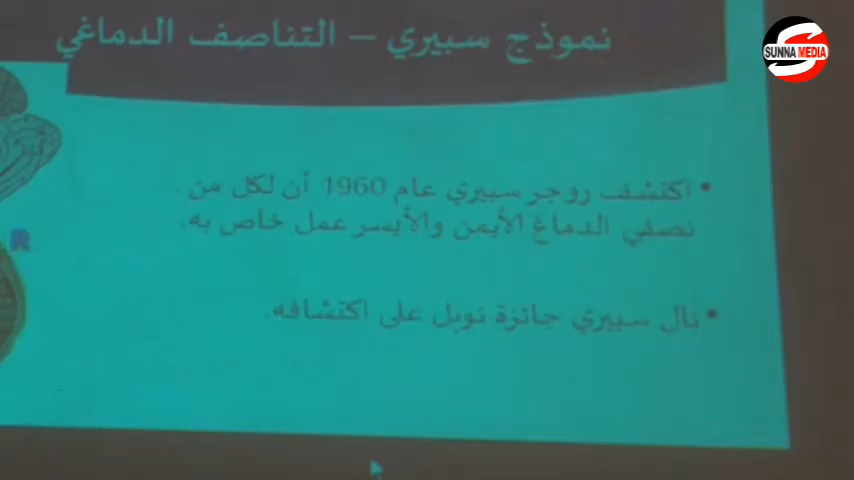 نموذج سبيري – التناصف الدماغي
SUNNA MEDIA
• اكتشف روجر سبيري عام 1960 أن لكل من
نصفي الدماغ الأيمن والأيسر عمل خاص به.
R
• نال سبيري جائزة نوبل على اكتشافه.